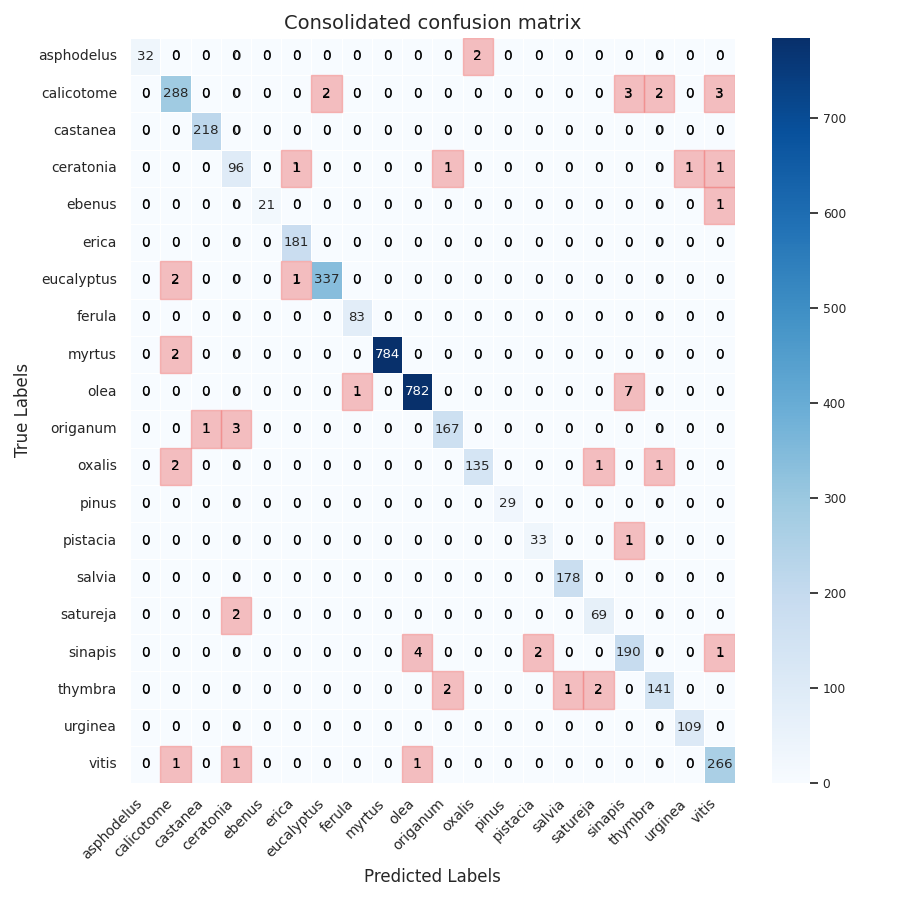 Consolidated confusion matrix
True Labels
asphodelus 32 0 0 0 0 0 0 0 0 0 0 2 0 0 0 0 0 0 0 0
calicotome 0 288 0 0 0 0 2 0 0 0 0 0 0 0 0 0 3 2 0 3
castanea 0 0 218 0 0 0 0 0 0 0 0 0 0 0 0 0 0 0 0 0
ceratonia 0 0 0 96 0 1 0 0 0 0 1 0 0 0 0 0 0 0 1 1
ebenus 0 0 0 0 21 0 0 0 0 0 0 0 0 0 0 0 0 0 0 1
erica 0 0 0 0 0 181 0 0 0 0 0 0 0 0 0 0 0 0 0 0
eucalyptus 0 2 0 0 0 1 337 0 0 0 0 0 0 0 0 0 0 0 0 0
ferula 0 0 0 0 0 0 0 83 0 0 0 0 0 0 0 0 0 0 0 0
myrtus 0 2 0 0 0 0 0 0 784 0 0 0 0 0 0 0 0 0 0 0
olea 0 0 0 0 0 0 0 1 0 782 0 0 0 0 0 0 7 0 0 0
origanum 0 0 1 3 0 0 0 0 0 0 167 0 0 0 0 0 0 0 0 0
oxalis 0 2 0 0 0 0 0 0 0 0 0 135 0 0 0 1 0 1 0 0
pinus 0 0 0 0 0 0 0 0 0 0 0 0 29 0 0 0 0 0 0 0
pistacia 0 0 0 0 0 0 0 0 0 0 0 0 0 33 0 0 1 0 0 0
salvia 0 0 0 0 0 0 0 0 0 0 0 0 0 0 178 0 0 0 0 0
satureja 0 0 0 2 0 0 0 0 0 0 0 0 0 0 0 69 0 0 0 0
sinapis 0 0 0 0 0 0 0 0 0 4 0 0 0 2 0 0 190 0 0 1
thymbra 0 0 0 0 0 0 0 0 0 0 2 0 0 0 1 2 0 141 0 0
urginea 0 0 0 0 0 0 0 0 0 0 0 0 0 0 0 0 0 0 109 0
vitis 0 1 0 1 0 0 0 0 0 1 0 0 0 0 0 0 0 0 0 266
asphodelus calicotome castanea ceratonia ebenus erica eucalyptus ferula myrtus olea origanum oxalis pinus pistacia salvia satureja sinapis thymbra urginea vitis
Predicted Labels
700
600
500
400
300
200
100
0